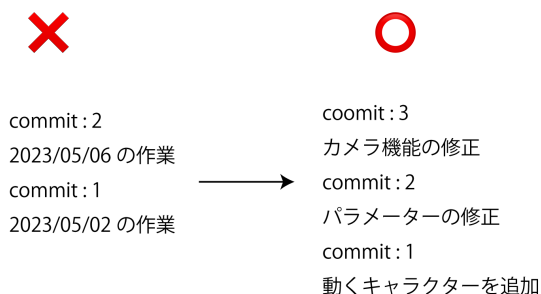 commit : 2
2023/05/06 の作業
commit : 1
2023/05/02 の作業
coomit : 3
カメラ機能の修正
commit : 2
パラメーターの修正
commit : 1
動くキャラクターを追加